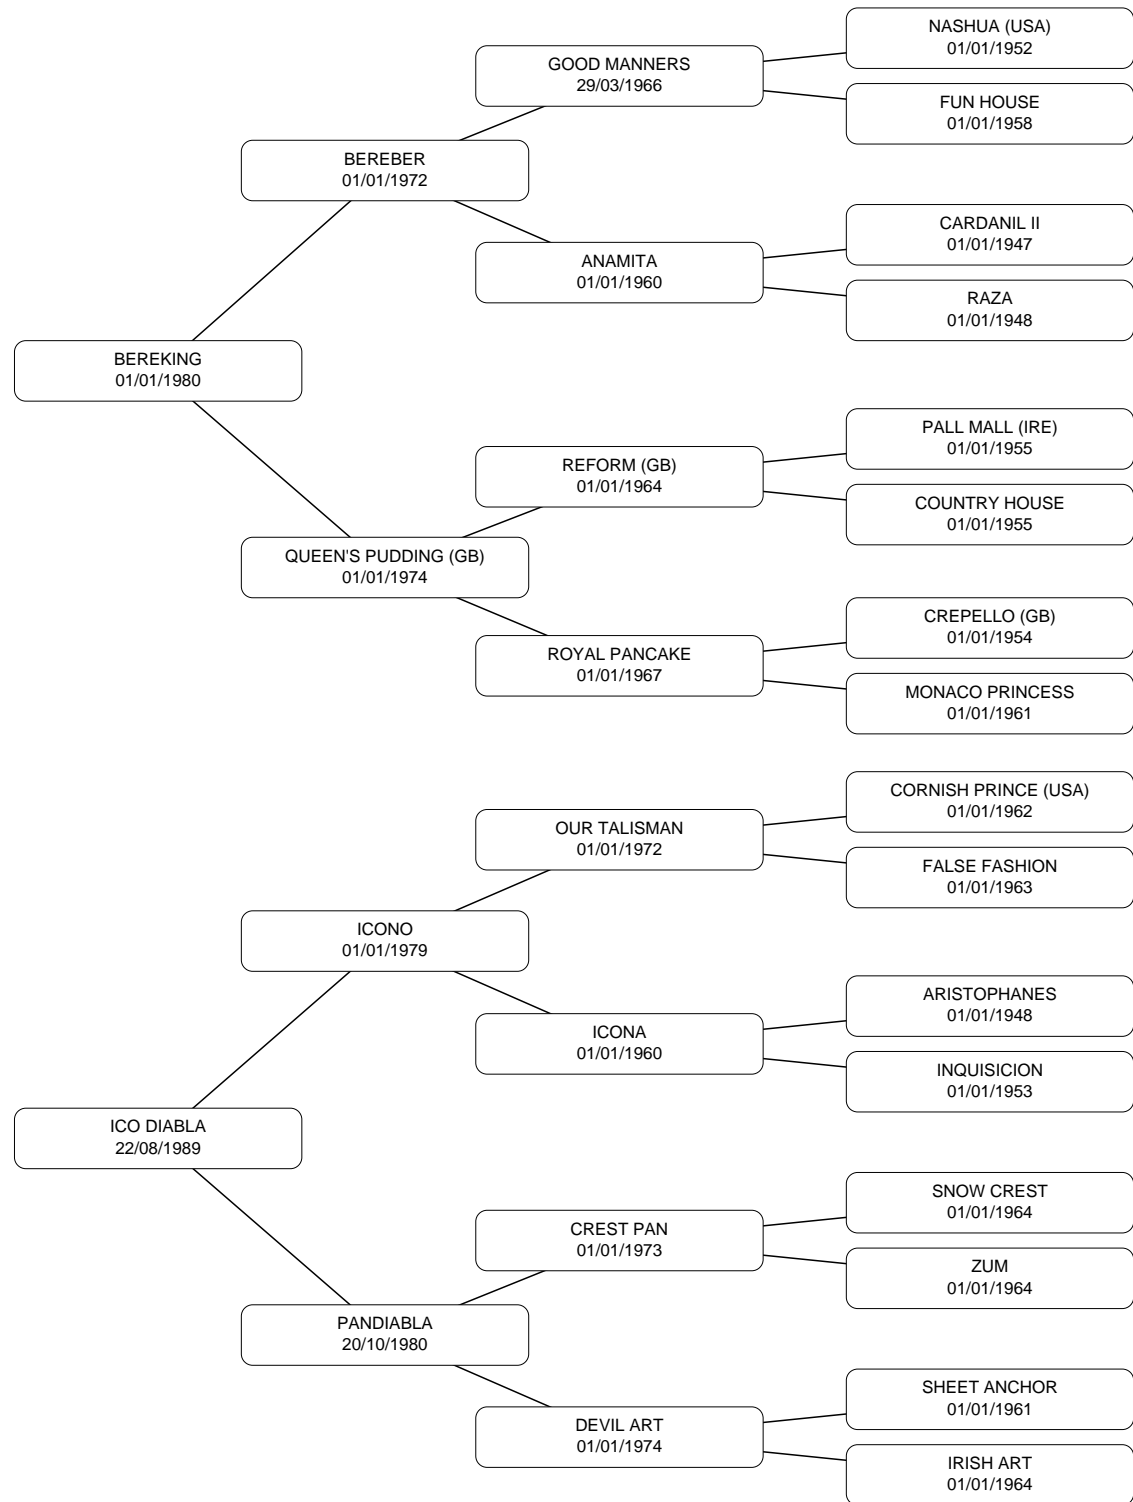 NASHUA (USA)
01/01/1952
GOOD MANNERS
29/03/1966
FUN HOUSE
01/01/1958
BEREBER
01/01/1972
CARDANIL II
01/01/1947
ANAMITA
01/01/1960
RAZA
01/01/1948
BEREKING
01/01/1980
PALL MALL (IRE)
01/01/1955
REFORM (GB)
01/01/1964
COUNTRY HOUSE
01/01/1955
QUEEN'S PUDDING (GB)
01/01/1974
CREPELLO (GB)
01/01/1954
ROYAL PANCAKE
01/01/1967
MONACO PRINCESS
01/01/1961
CORNISH PRINCE (USA)
01/01/1962
OUR TALISMAN
01/01/1972
FALSE FASHION
01/01/1963
ICONO
01/01/1979
ARISTOPHANES
01/01/1948
ICONA
01/01/1960
INQUISICION
01/01/1953
ICO DIABLA
22/08/1989
SNOW CREST
01/01/1964
CREST PAN
01/01/1973
ZUM
01/01/1964
PANDIABLA
20/10/1980
SHEET ANCHOR
01/01/1961
DEVIL ART
01/01/1974
IRISH ART
01/01/1964